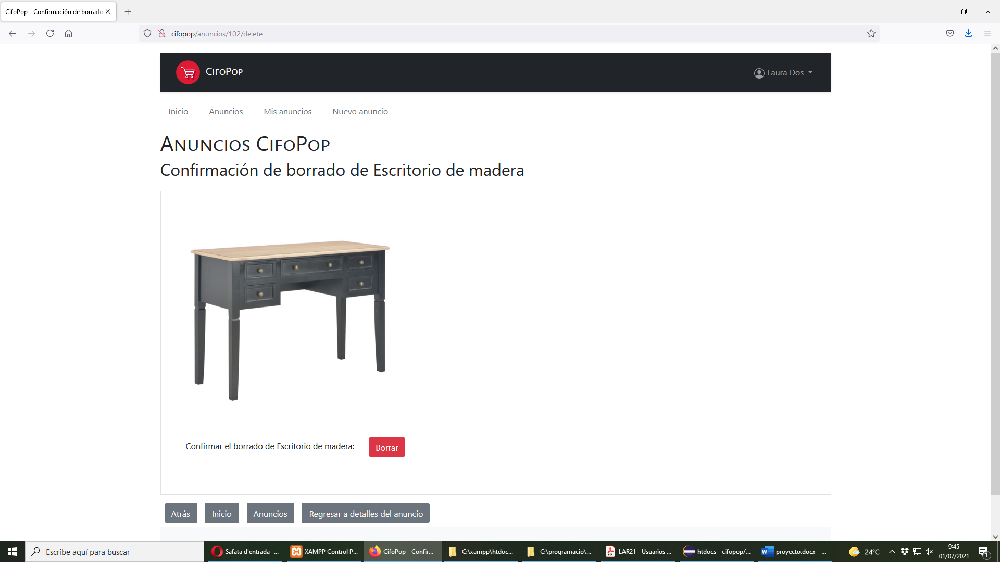 CifoPop - Confirmación de borrado
cifopop/anuncios/102/delete
CifoPop
Laura Dos
Inicio Anuncios Mis anuncios Nuevo anuncio
Anuncios CifoPop
Confirmación de borrado de Escritorio de madera
Confirmar el borrado de Escritorio de madera: Borrar
Atrás Inicio Anuncios Regresar a detalles del anuncio
Escribe aquí para buscar
Safata d'entrada -...
XAMPP Control P...
CifoPop - Confir...
C:\xampp\htdoc...
C:\programacio\...
LAR21 - Usuarios ...
htdocs - cifopop/...
proyecto.docx - ...
24°C
9:45
01/07/2021
1